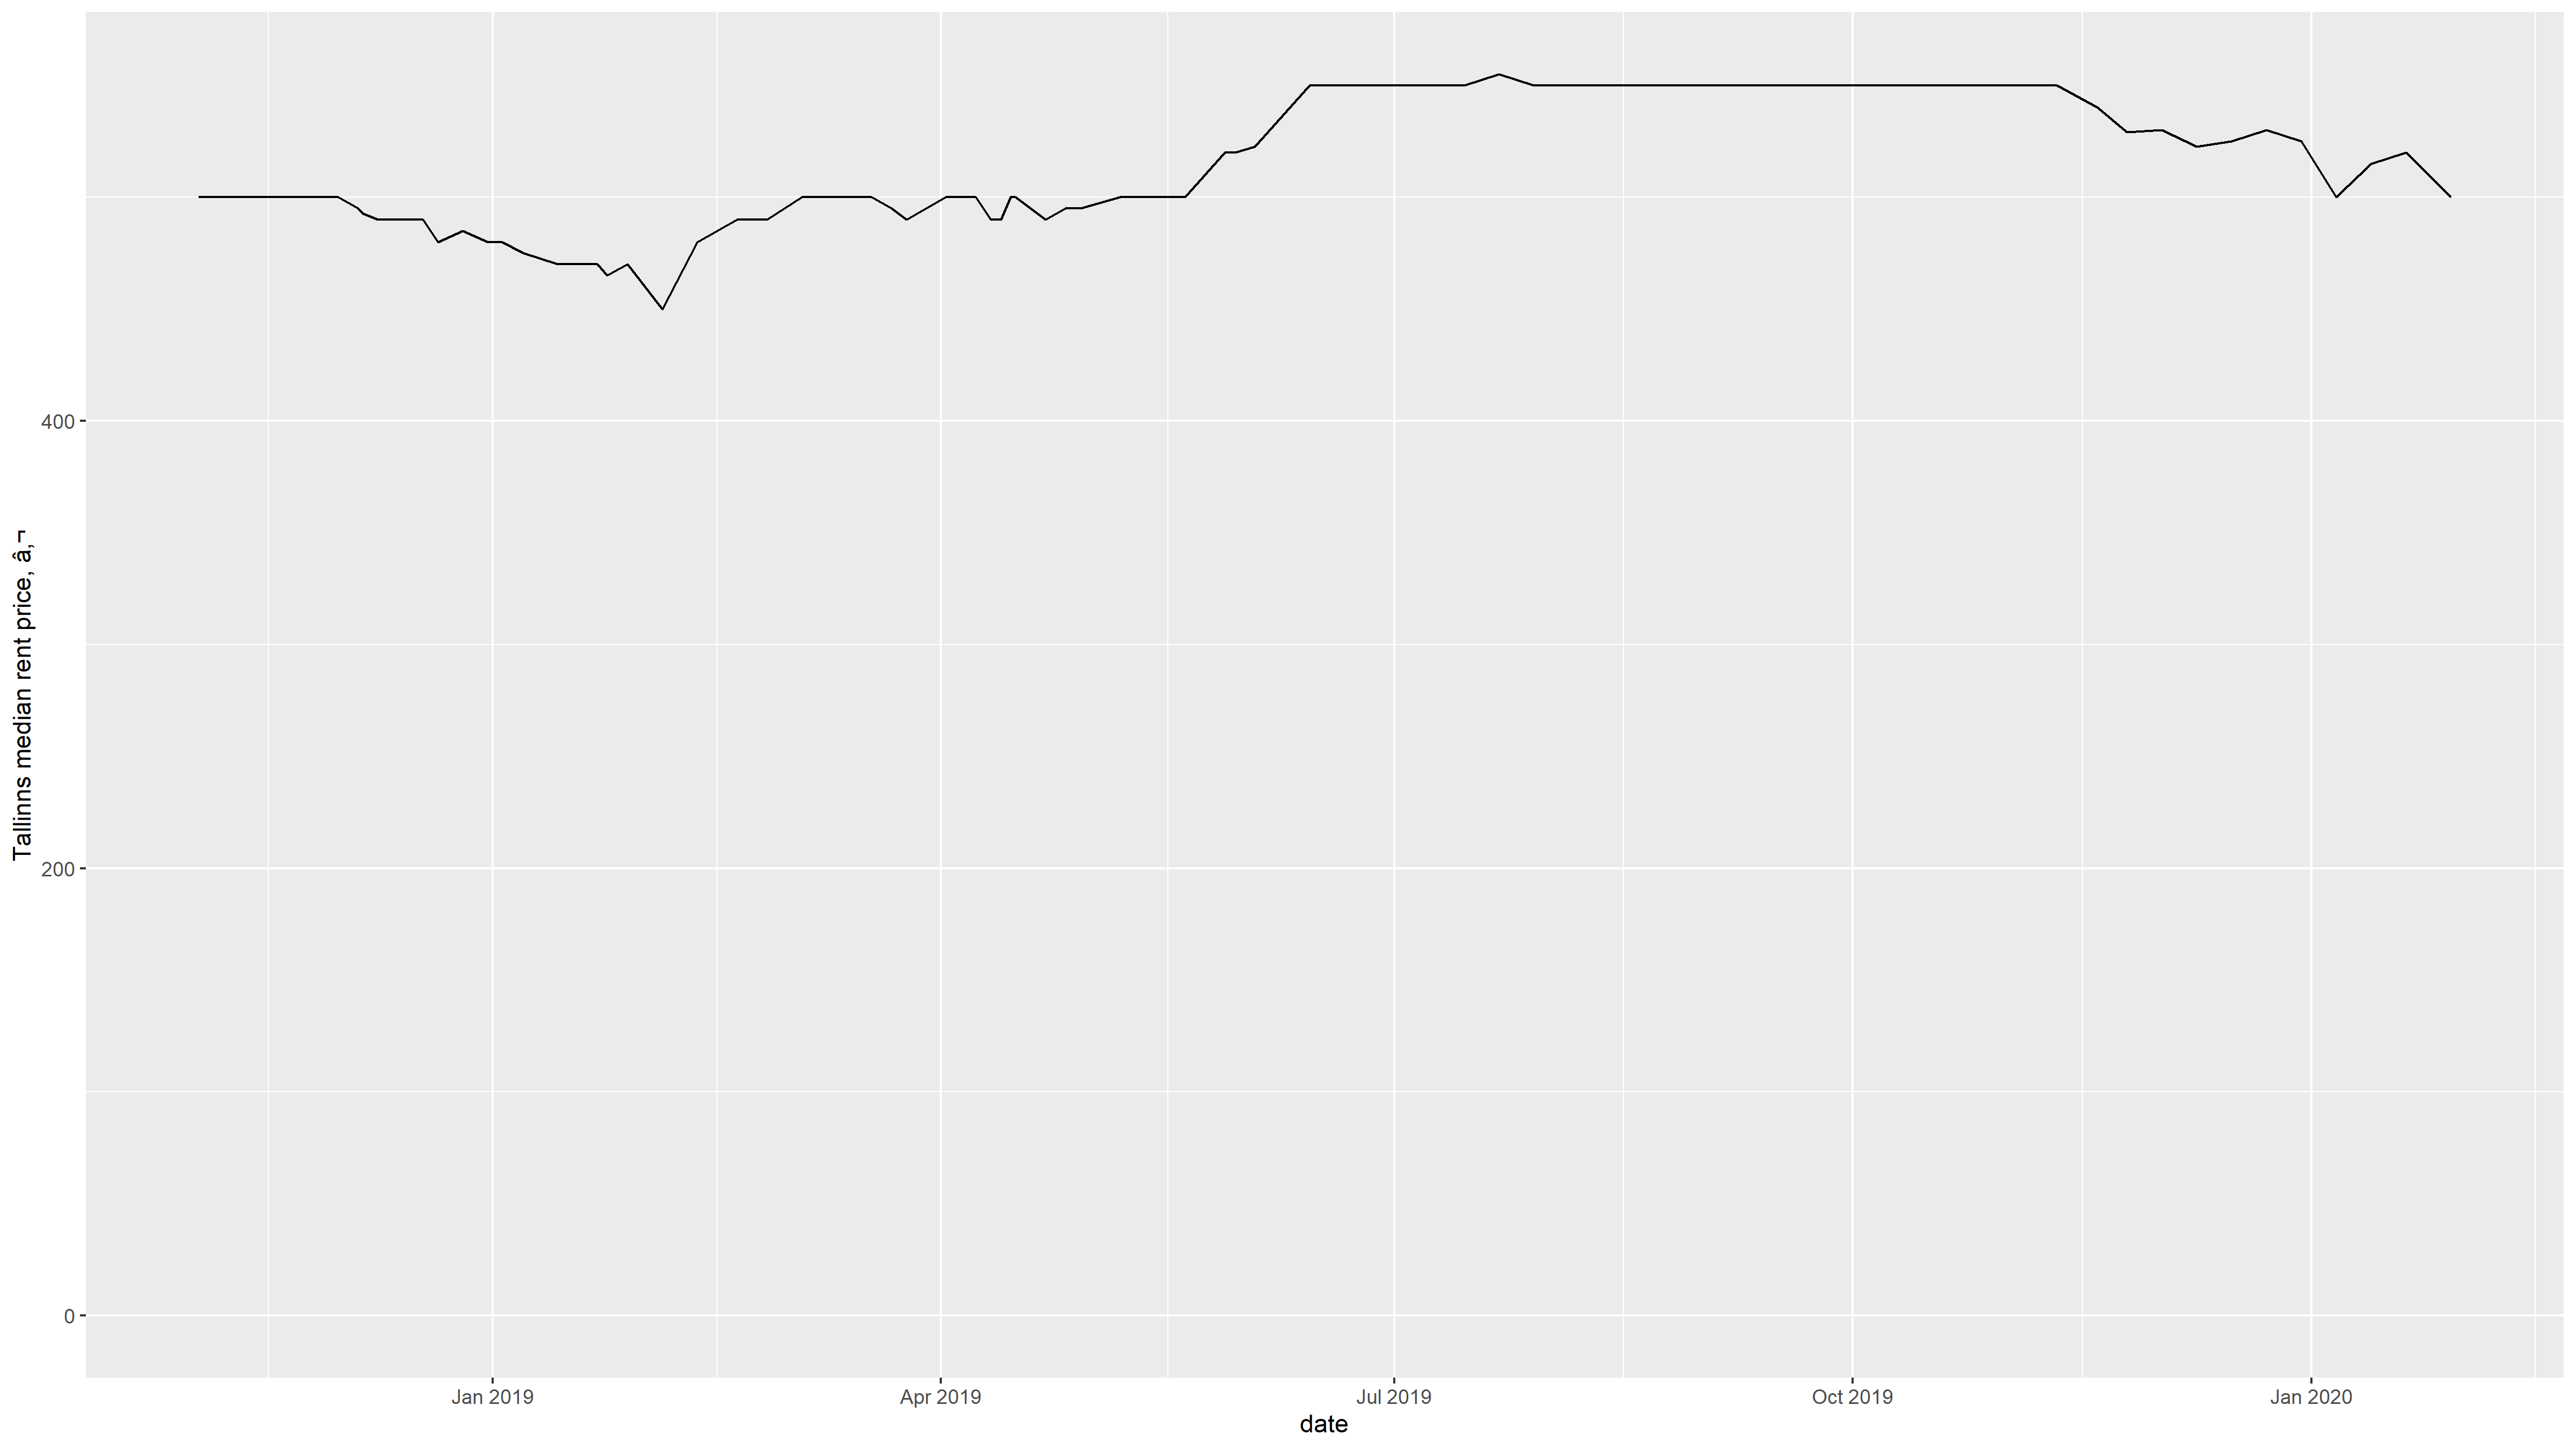 Tallinns median rent price, â‚¬
400
200
0
Jan 2019
Apr 2019
Jul 2019
Oct 2019
Jan 2020
date